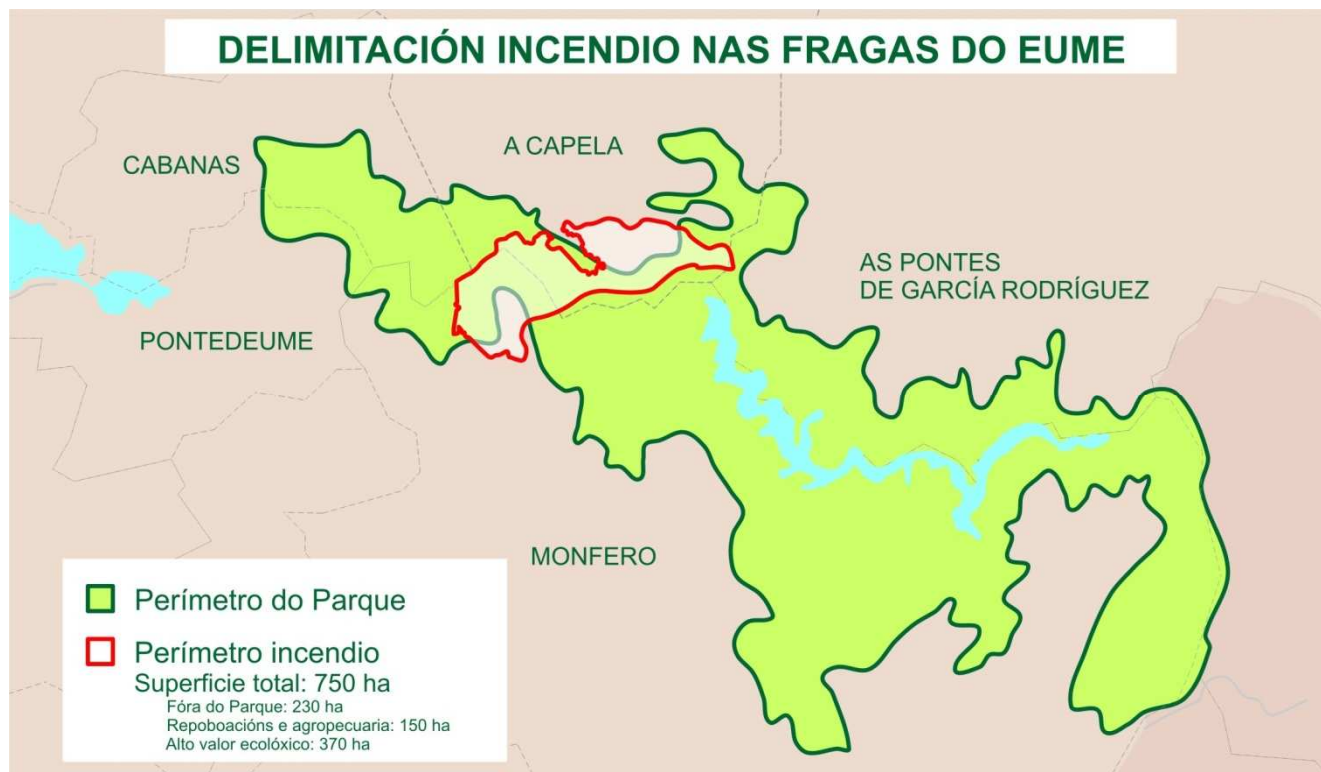 DELIMITACIÓN INCENDIO NAS FRAGAS DO EUME
CABANAS
A CAPELA
AS PONTES
DE GARCÍA RODRÍGUEZ
PONTEDEUME
MONFERO
Perímetro do Parque
Perímetro incendio
Superficie total: 750 ha
Fóra do Parque: 230 ha
Repoboacións e agropecuaria: 150 ha
Alto valor ecolóxico: 370 ha